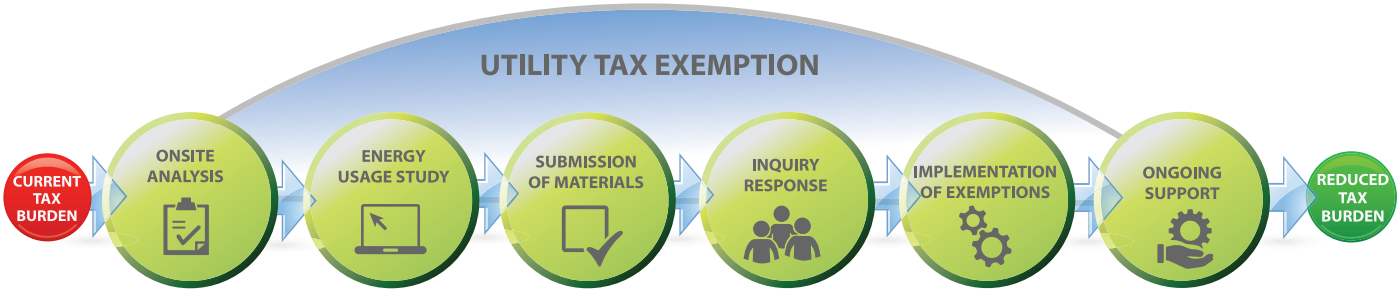 UTILITY TAX EXEMPTION
CURRENT
TAX
BURDEN
ONSITE
ANALYSIS
ENERGY
USAGE STUDY
SUBMISSION
OF MATERIALS
INQUIRY
RESPONSE
IMPLEMENTATION
OF EXEMPTIONS
ONGOING
SUPPORT
REDUCED
TAX
BURDEN